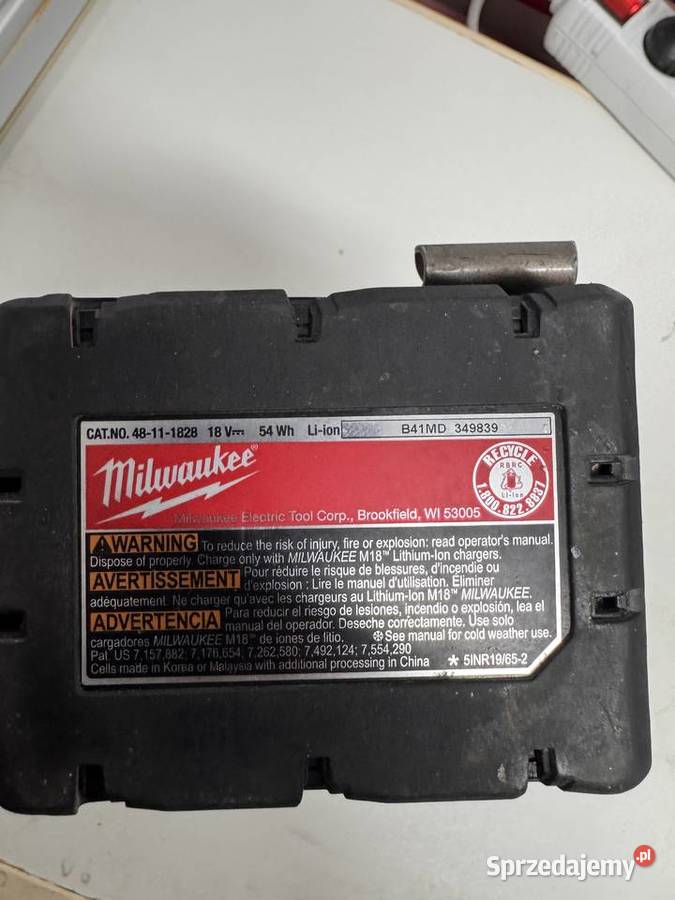 CAT.NO. 48-11-1828 18 V⎓ 54 Wh Li-ion B41MD 349839
Milwaukee®
Milwaukee Electric Tool Corp., Brookfield, WI 53005
RECYCLE
RBRC
Li-ion
1.800.822.8837
WARNING To reduce the risk of injury, fire or explosion: read operator's manual.
Dispose of properly. Charge only with MILWAUKEE M18™ Lithium-Ion chargers.
AVERTISSEMENT Pour réduire le risque de blessures, d'incendie ou
d'explosion : Lire le manuel d'utilisation. Éliminer
adéquatement. Ne charger qu'avec les chargeurs au Lithium-Ion M18™ MILWAUKEE.
ADVERTENCIA Para reducir el riesgo de lesiones, incendio o explosión, lea el
manual del operador. Deseche correctamente. Use solo
cargadores MILWAUKEE M18™ de iones de litio. ❄See manual for cold weather use.
Pat. US 7,157,882; 7,176,654; 7,262,580; 7,492,124; 7,554,290
Cells made in Korea or Malaysia with additional processing in China * 5INR19/65-2
Sprzedajemy.pl